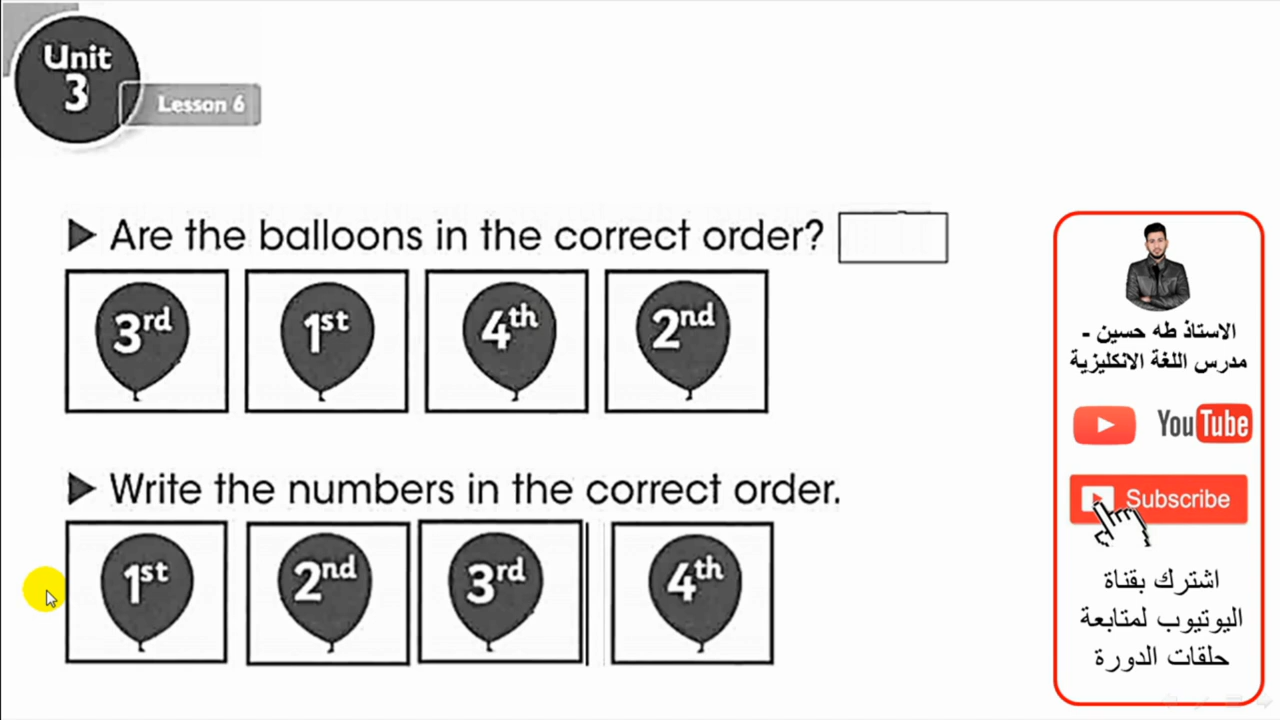 Unit
3
Lesson 6
Are the balloons in the correct order?
3rd 1st 4th 2nd
Write the numbers in the correct order.
1st 2nd 3rd 4th
الاستاذ طه حسين -
مدرس اللغة الانكليزية
YouTube
Subscribe
اشترك بقناة
اليوتيوب لمتابعة
حلقات الدورة